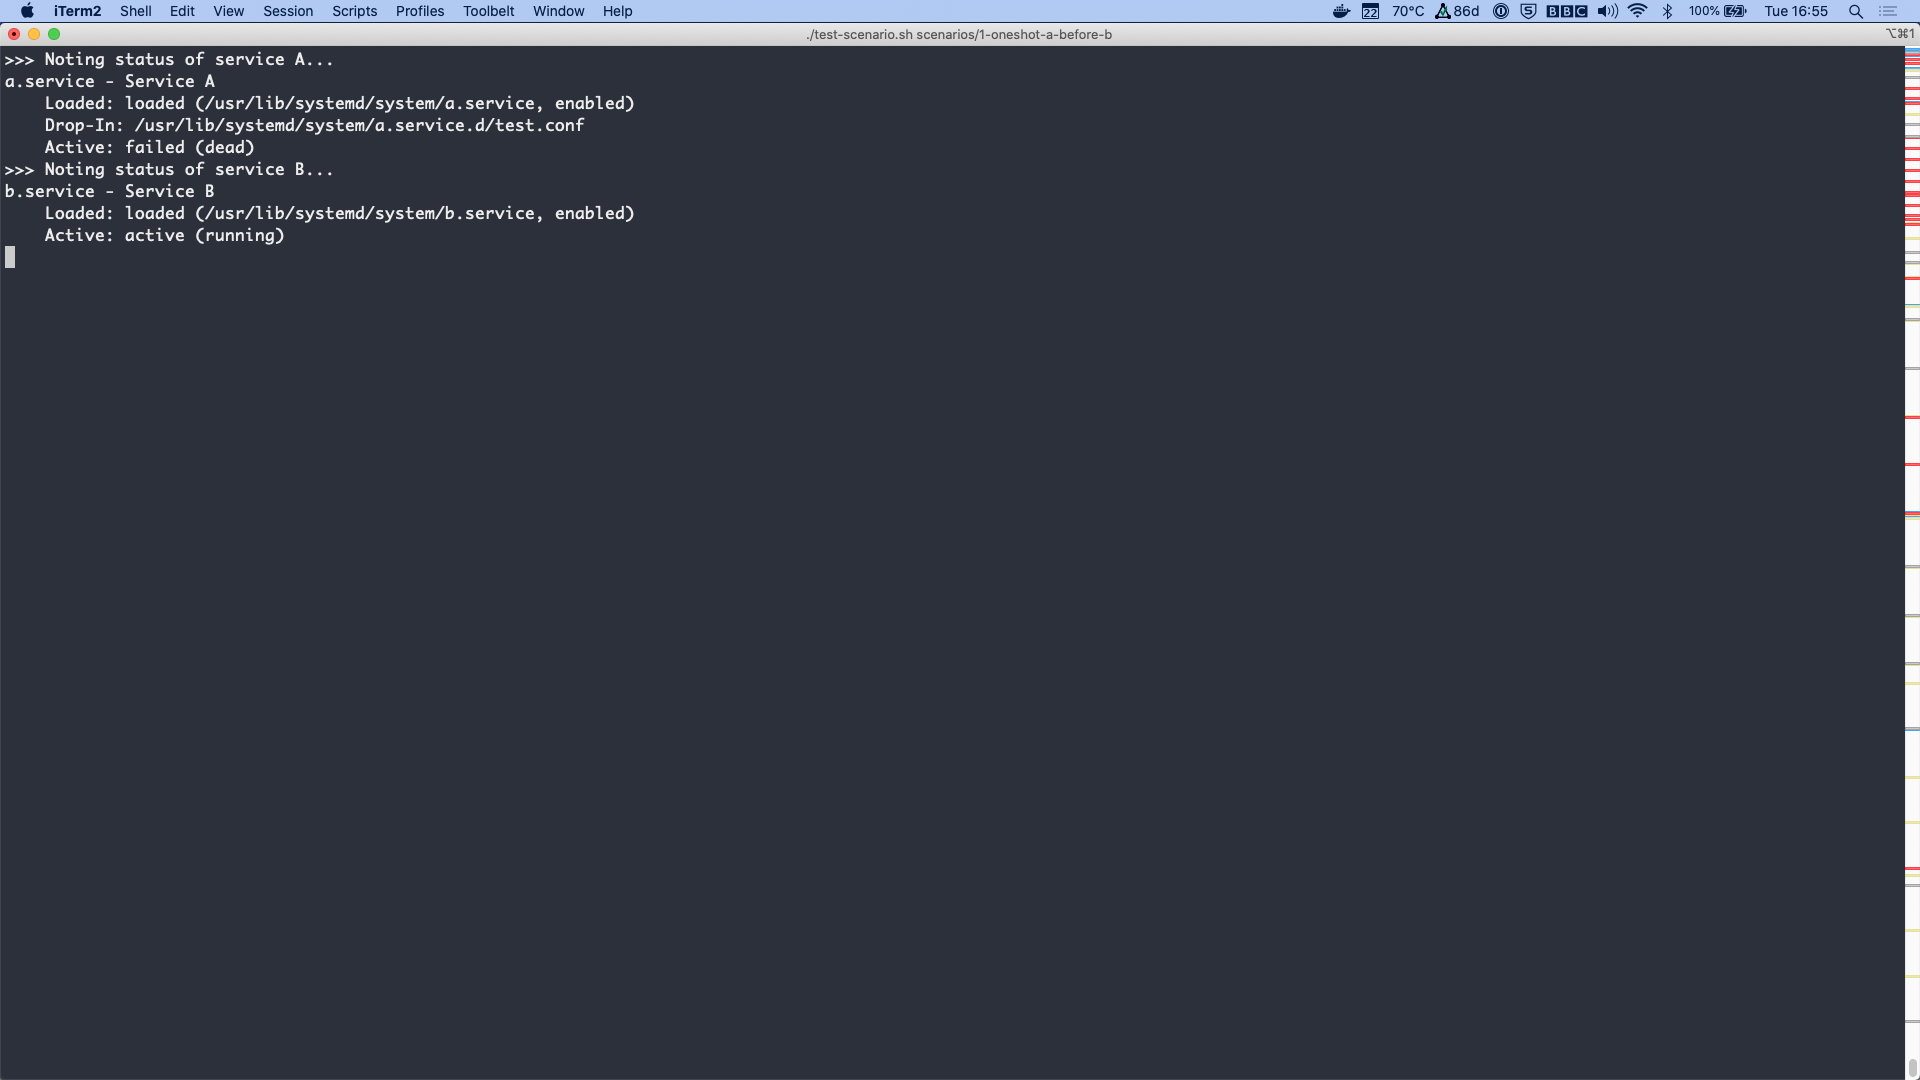 iTerm2 Shell Edit View Session Scripts Profiles Toolbelt Window Help 22 70°C 86d BBC 100% Tue 16:55
./test-scenario.sh scenarios/1-oneshot-a-before-b ⌥⌘1
>>> Noting status of service A...
a.service - Service A
    Loaded: loaded (/usr/lib/systemd/system/a.service, enabled)
    Drop-In: /usr/lib/systemd/system/a.service.d/test.conf
    Active: failed (dead)
>>> Noting status of service B...
b.service - Service B
    Loaded: loaded (/usr/lib/systemd/system/b.service, enabled)
    Active: active (running)